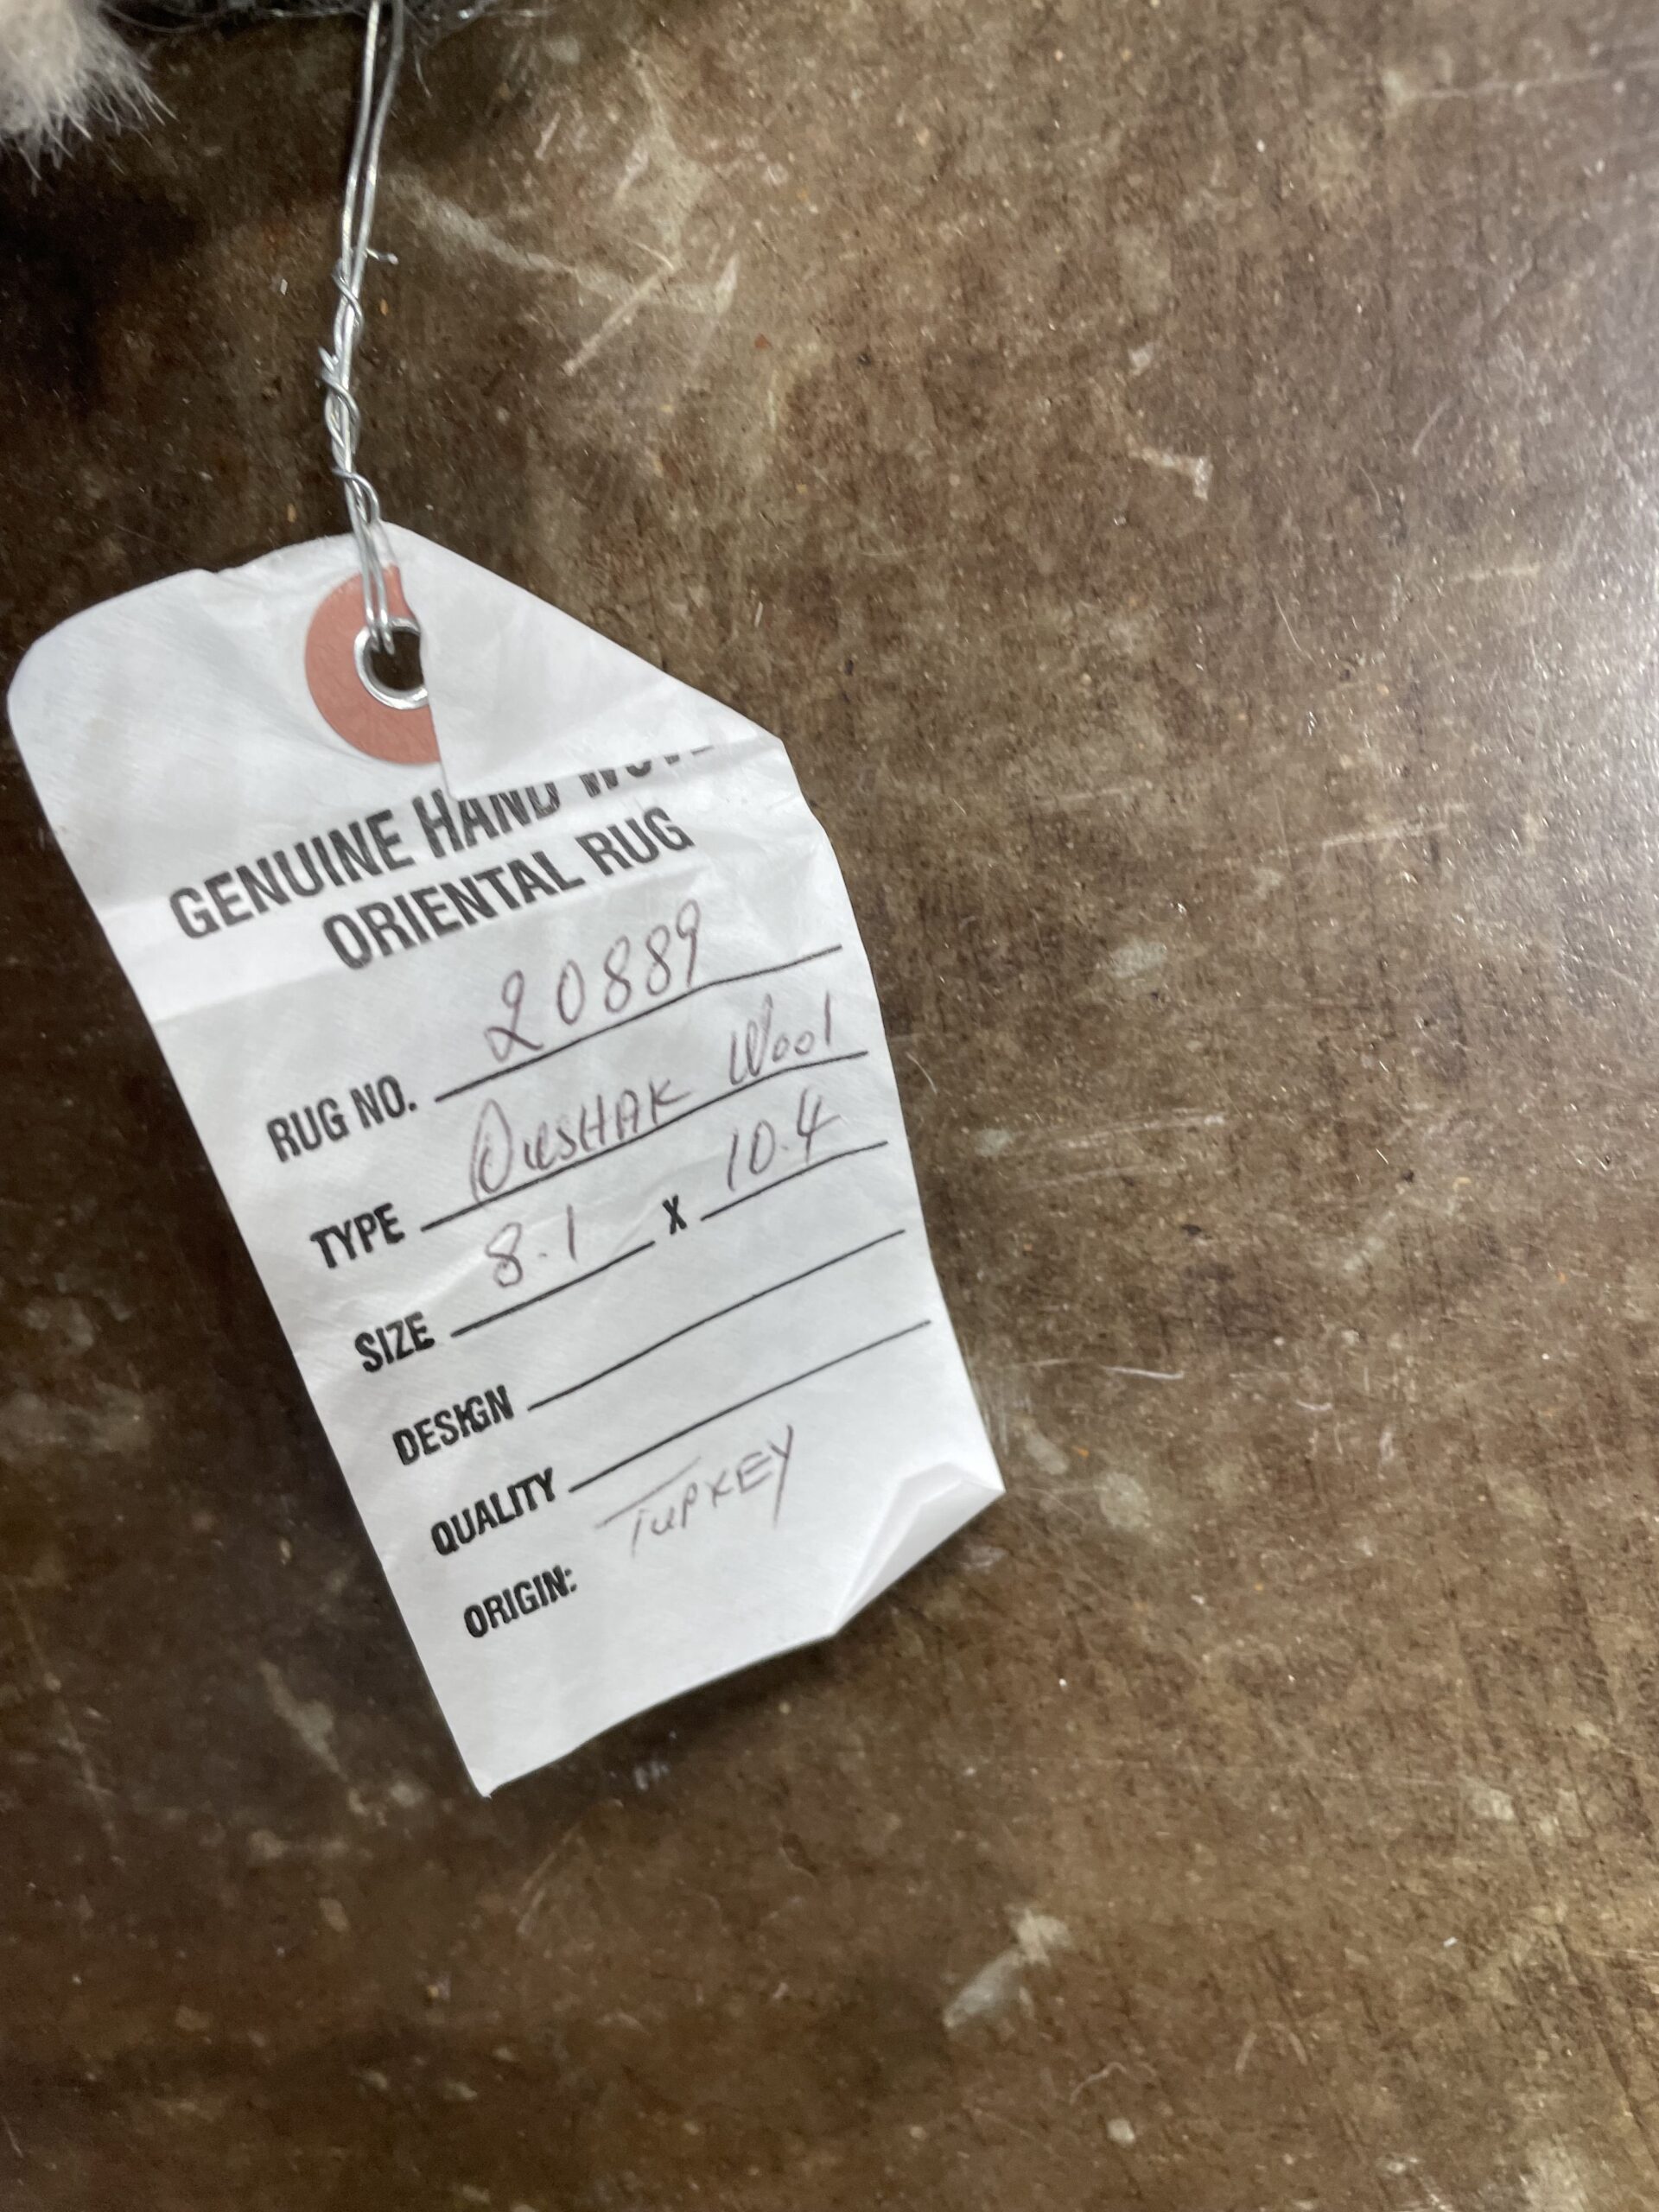 GENUINE HAND
ORIENTAL RUG
RUG NO. 20889
TYPE OUSHAK Wool
SIZE 8.1 X 10.4
DESIGN
QUALITY
ORIGIN: TURKEY